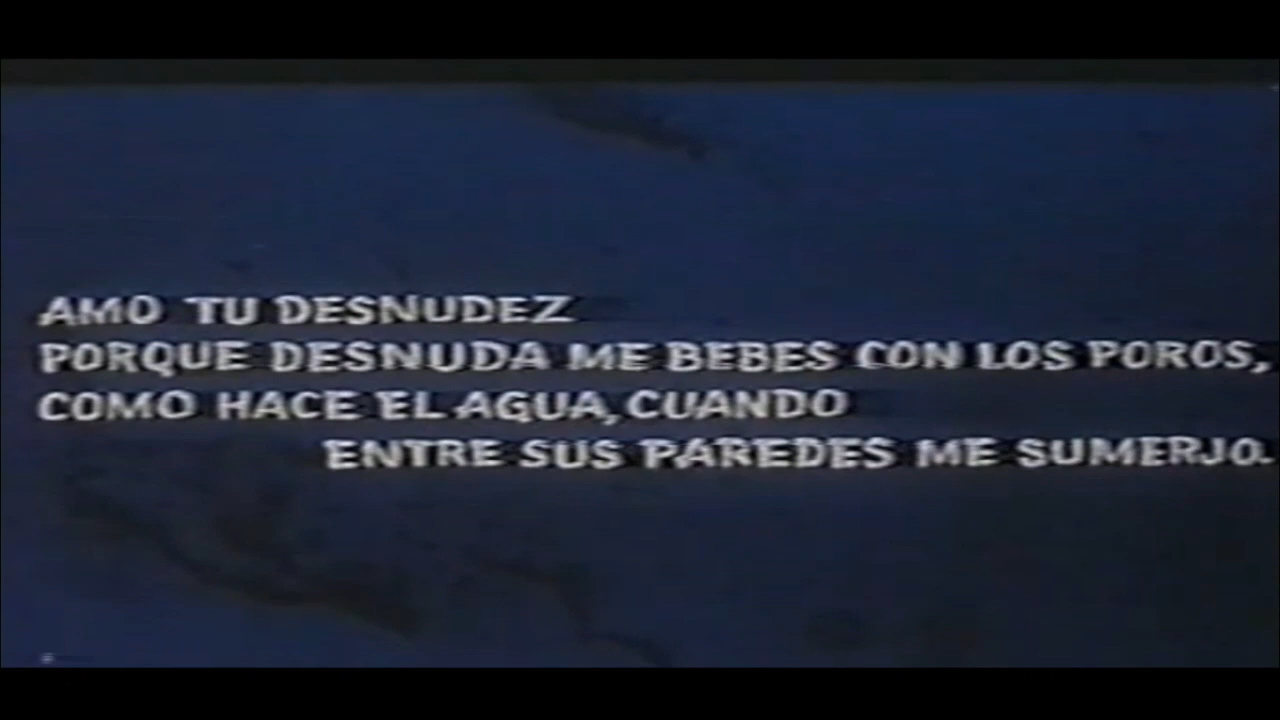 AMO TU DESNUDEZ
PORQUE DESNUDA ME BEBES CON LOS POROS,
COMO HACE EL AGUA, CUANDO
ENTRE SUS PAREDES ME SUMERJO.